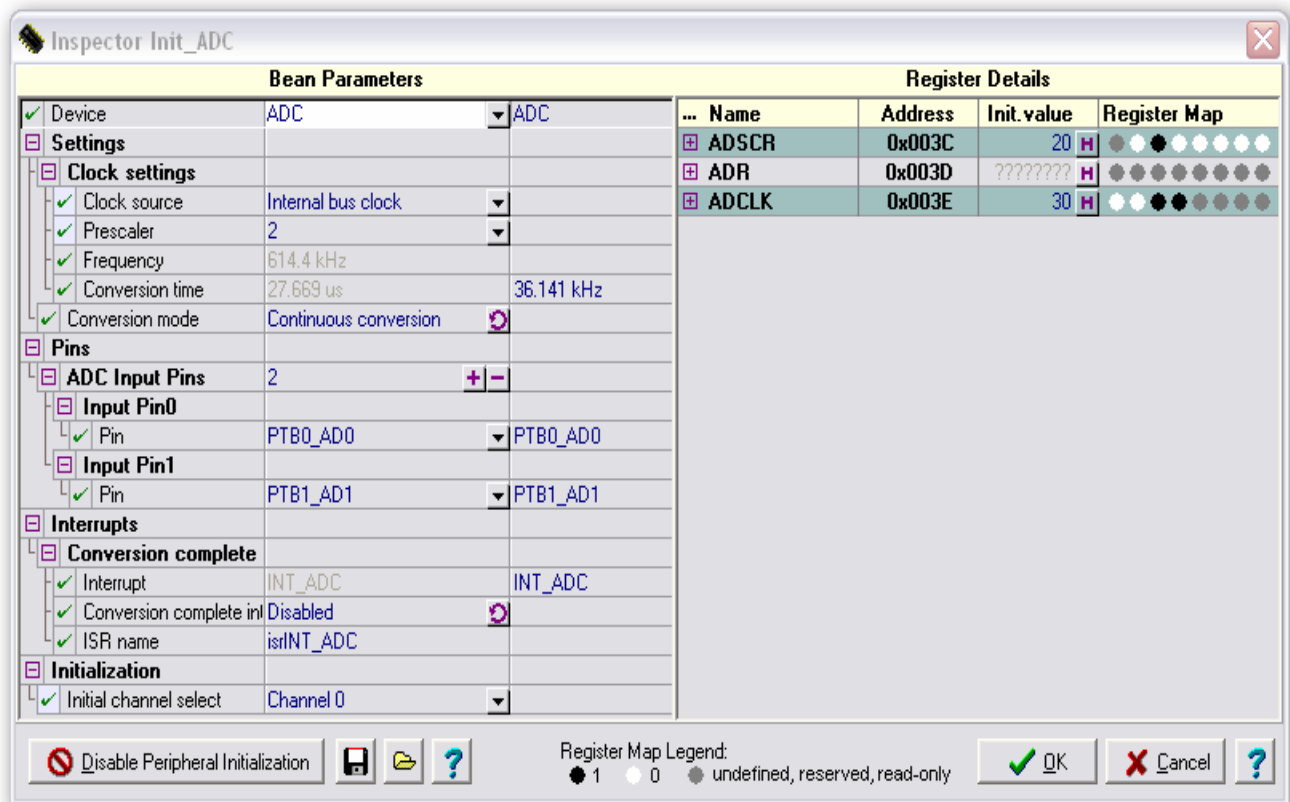 Inspector Init_ADC
Bean Parameters Register Details
Device ADC ADC
... Name Address Init.value Register Map
Settings
ADSCR 0x003C 20 H
Clock settings
ADR 0x003D ???????? H
Clock source Internal bus clock
ADCLK 0x003E 30 H
Prescaler 2
Frequency 614.4 kHz
Conversion time 27.669 us 36.141 kHz
Conversion mode Continuous conversion
Pins
ADC Input Pins 2 + -
Input Pin0
Pin PTB0_AD0 PTB0_AD0
Input Pin1
Pin PTB1_AD1 PTB1_AD1
Interrupts
Conversion complete
Interrupt INT_ADC INT_ADC
Conversion complete int Disabled
ISR name isrINT_ADC
Initialization
Initial channel select Channel 0
Disable Peripheral Initialization ? OK Cancel ?
Register Map Legend:
1 0 undefined, reserved, read-only